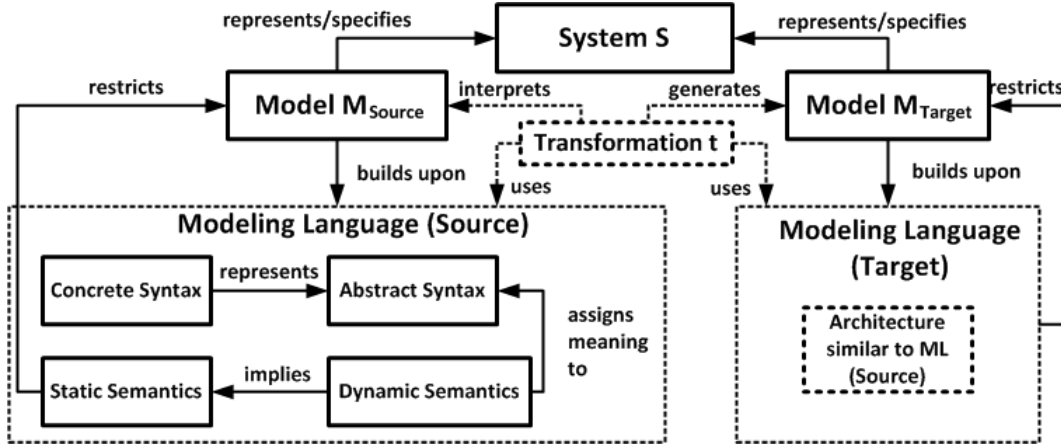 represents/specifies
System S
represents/specifies
restricts
Model MSource
interprets
generates
Model MTarget
restricts
Transformation t
builds upon
uses
uses
builds upon
Modeling Language (Source)
Modeling Language
(Target)
Concrete Syntax
represents
Abstract Syntax
assigns
meaning
to
Static Semantics
implies
Dynamic Semantics
Architecture
similar to ML
(Source)